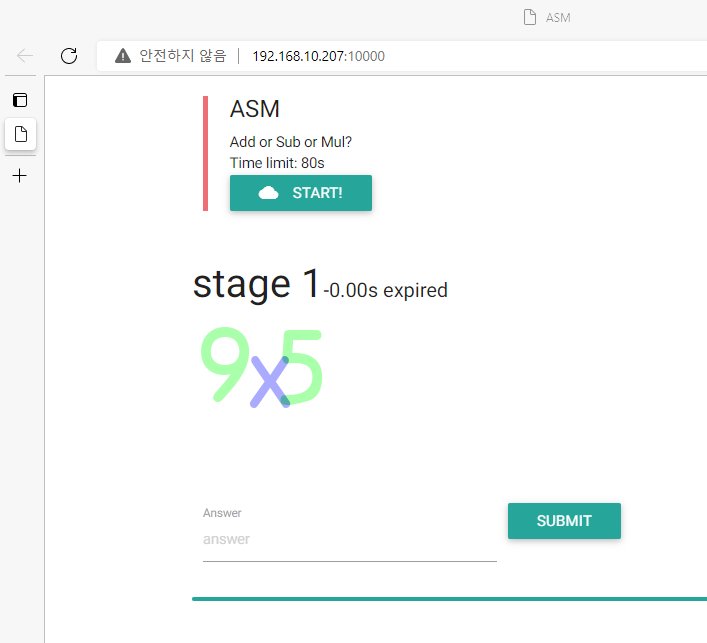 ASM
안전하지 않음 192.168.10.207:10000
ASM
Add or Sub or Mul?
Time limit: 80s
START!
stage 1-0.00s expired
9x5
Answer
answer
SUBMIT